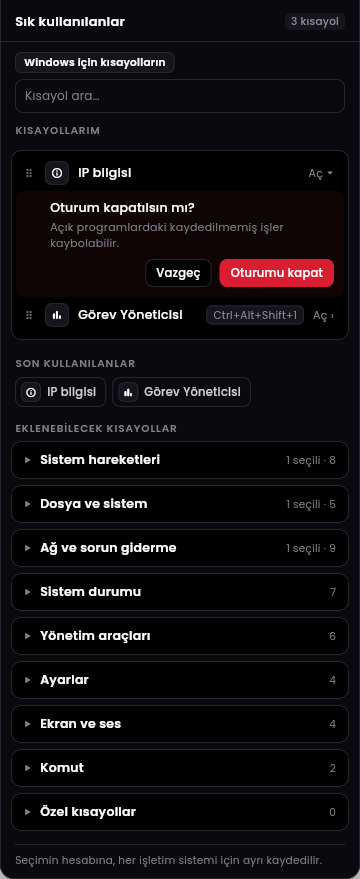 Sık kullanılanlar
3 kısayol
Windows için kısayolların
Kısayol ara...
KISAYOLLARIM
IP bilgisi
Aç
Oturum kapatılsın mı?
Açık programlardaki kaydedilmemiş işler
kaybolabilir.
Vazgeç
Oturumu kapat
Görev Yöneticisi
Ctrl+Alt+Shift+1
Aç ›
SON KULLANILANLAR
IP bilgisi
Görev Yöneticisi
EKLENEBİLECEK KISAYOLLAR
Sistem hareketleri
1 seçili · 8
Dosya ve sistem
1 seçili · 5
Ağ ve sorun giderme
1 seçili · 9
Sistem durumu
7
Yönetim araçları
6
Ayarlar
4
Ekran ve ses
4
Komut
2
Özel kısayollar
0
Seçimin hesabına, her işletim sistemi için ayrı kaydedilir.